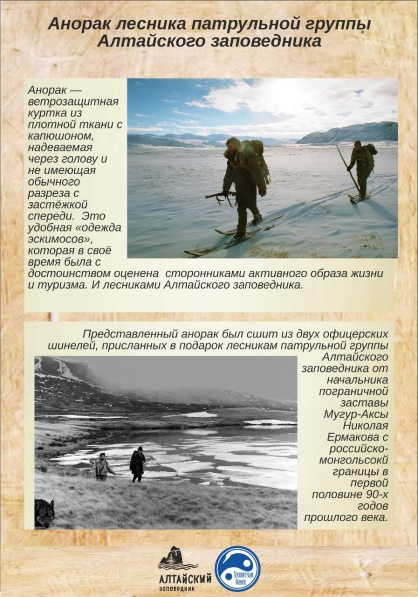 Анорак лесника патрульной группы
Алтайского заповедника
Анорак —
ветрозащитная
куртка из
плотной ткани с
капюшоном,
надеваемая
через голову и
не имеющая
обычного
разреза с
застёжкой
спереди. Это
удобная «одежда
эскимосов»,
которая в своё
время была с
достоинством оценена сторонниками активного образа жизни
и туризма. И лесниками Алтайского заповедника.
Представленный анорак был сшит из двух офицерских
шинелей, присланных в подарок лесникам патрульной группы
Алтайского
заповедника от
начальника
пограничной
заставы
Мугур-Аксы
Николая
Ермакова с
российско-
монгольской
границы в
первой
половине 90-х
годов
прошлого века.
АЛТАЙСКИЙ
ЗАПОВЕДНИК